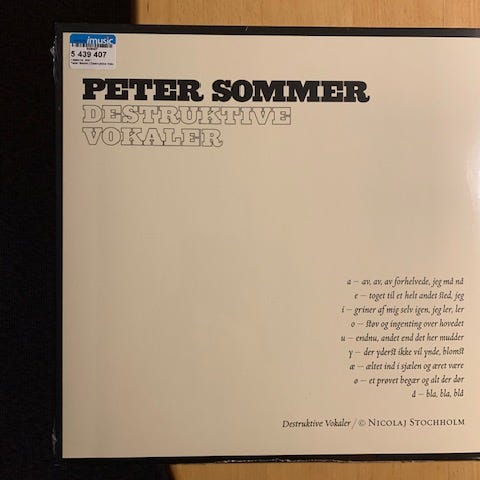 imusic
5 439 407
PETER SOMMER
DESTRUKTIVE
VOKALER
a – av, av, av forhelvede, jeg må nå
e – toget til et helt andet sted, jeg
i – griner af mig selv igen, jeg ler, ler
o – støv og ingenting over hovedet
u – endnu, andet end det her mudder
y – der yderst ikke vil ynde, blomst
æ – æltet ind i sjælen og æret være
ø – et prøvet begær og alt der dør
å – bla, bla, blå
Destruktive Vokaler / © NICOLAJ STOCHHOLM